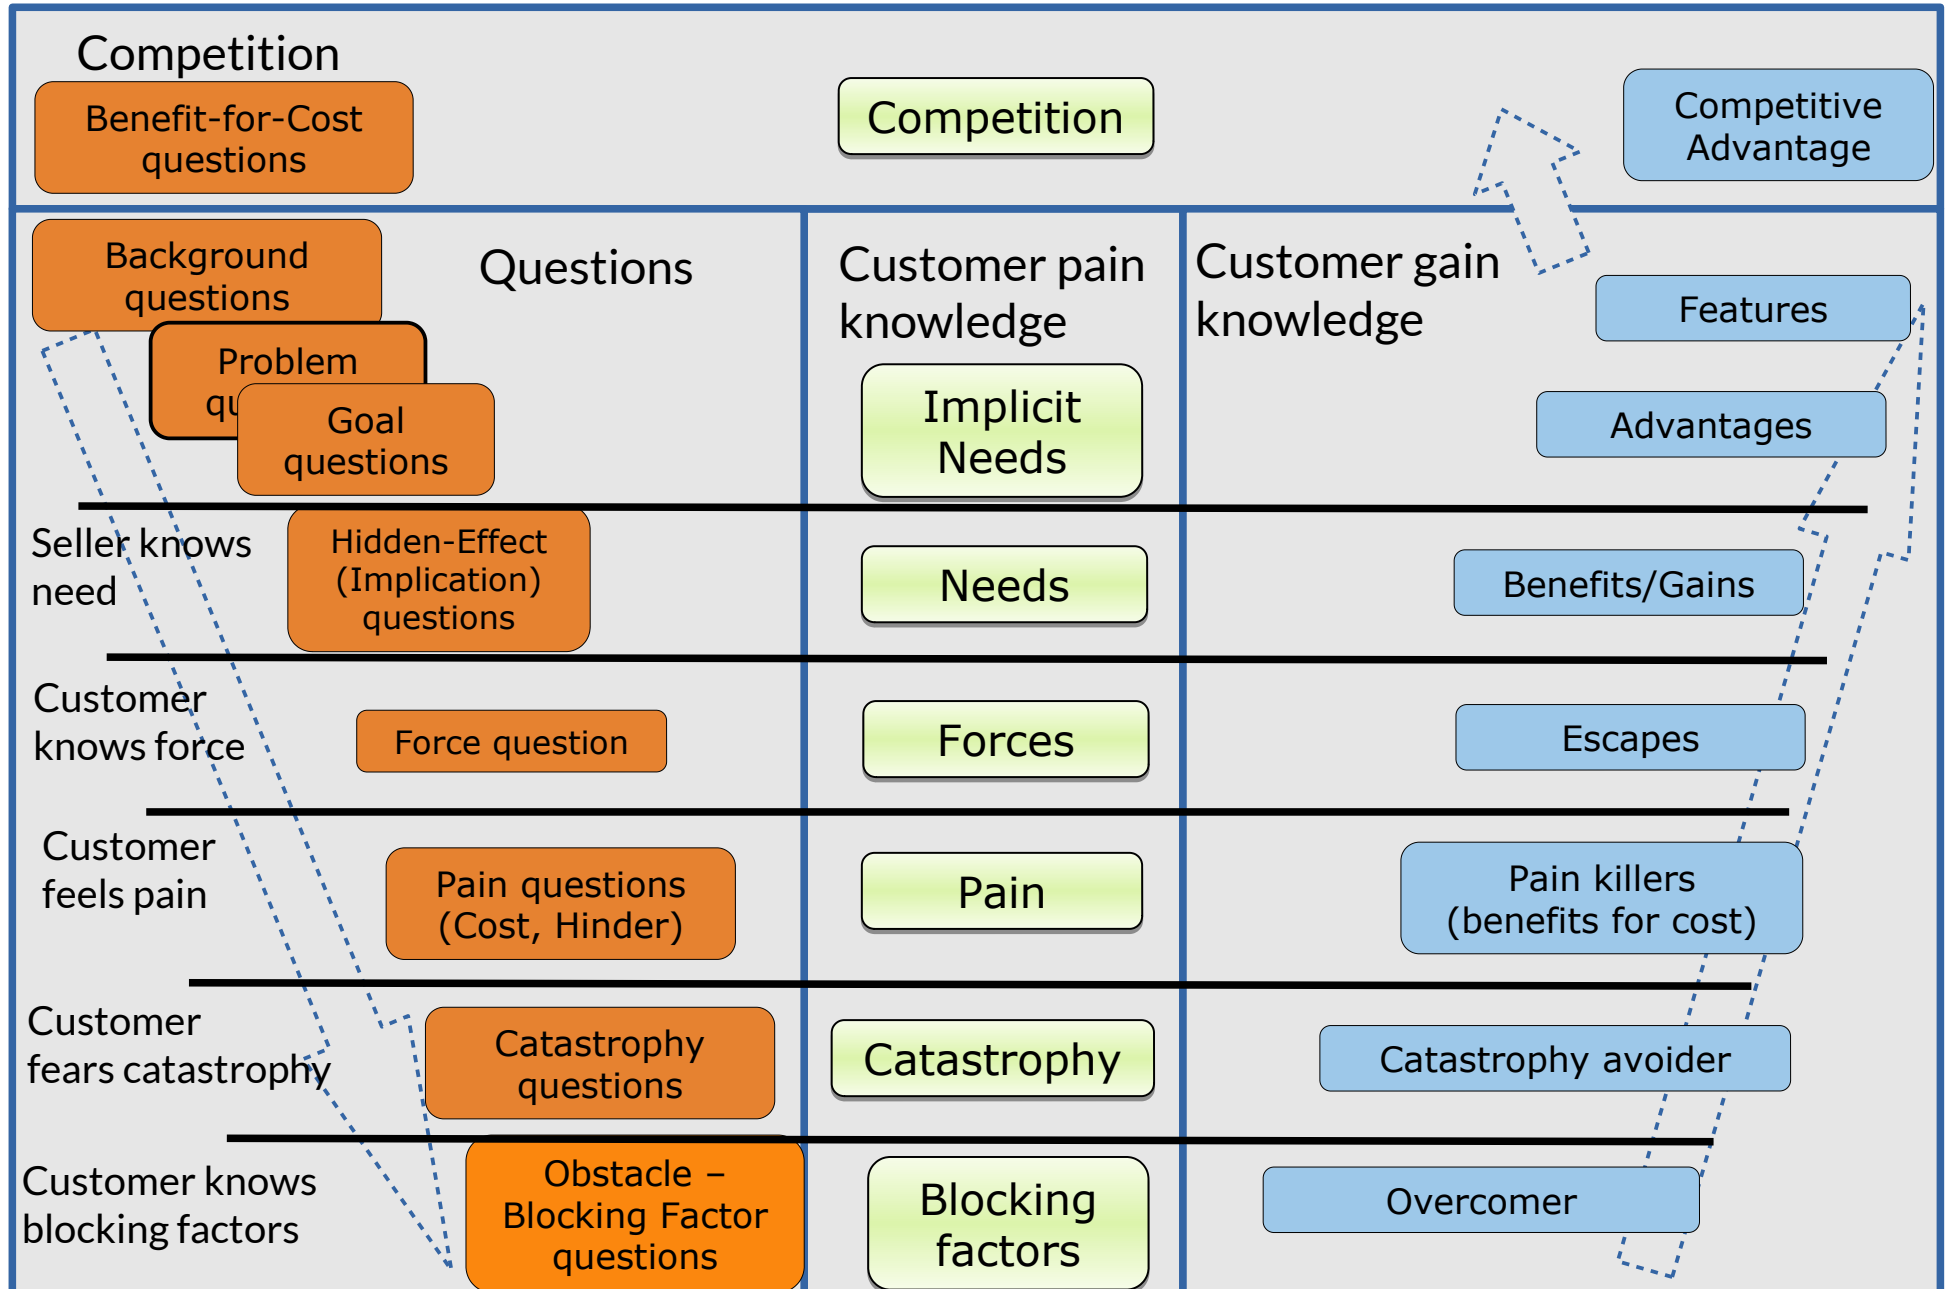 Competition
Benefit-for-Cost
questions
Competition
Competitive
Advantage
Background
questions
Questions
Customer pain
knowledge
Customer gain
knowledge
Features
Problem
qu
Goal
questions
Implicit
Needs
Advantages
Seller knows
need
Hidden-Effect
(Implication)
questions
Needs
Benefits/Gains
Customer
knows force
Force question
Forces
Escapes
Customer
feels pain
Pain questions
(Cost, Hinder)
Pain
Pain killers
(benefits for cost)
Customer
fears catastrophy
Catastrophy
questions
Catastrophy
Catastrophy avoider
Customer knows
blocking factors
Obstacle –
Blocking Factor
questions
Blocking
factors
Overcomer